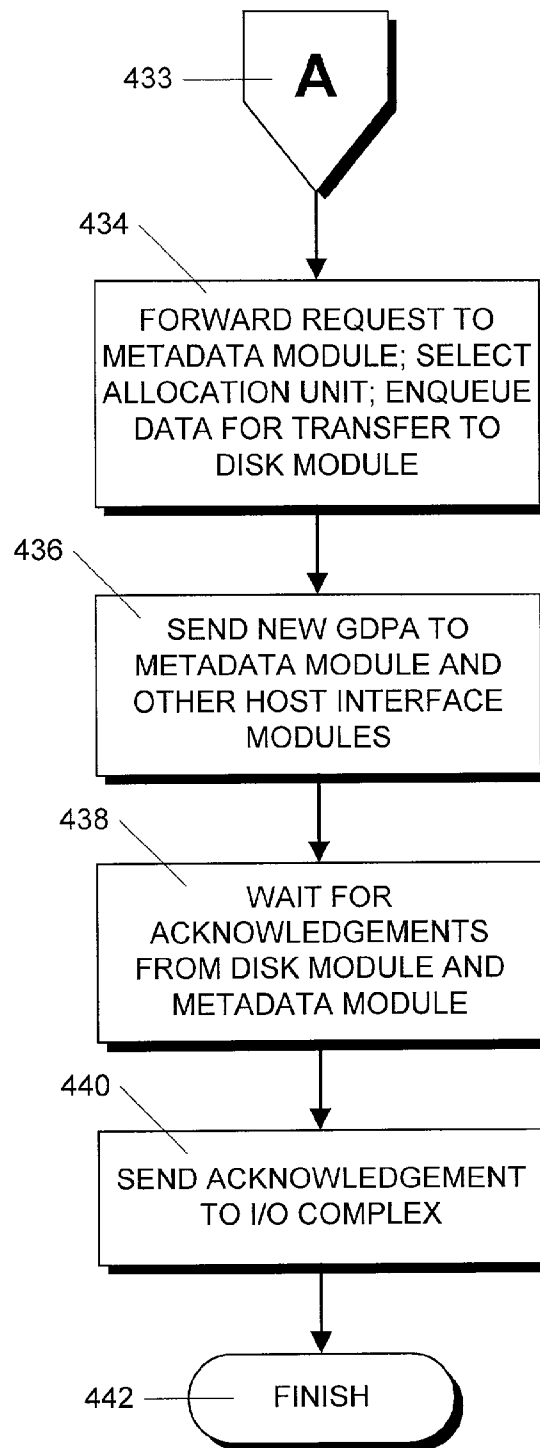 433
A
434
FORWARD REQUEST TO
METADATA MODULE; SELECT
ALLOCATION UNIT; ENQUEUE
DATA FOR TRANSFER TO
DISK MODULE
436
SEND NEW GDPA TO
METADATA MODULE AND
OTHER HOST INTERFACE
MODULES
438
WAIT FOR
ACKNOWLEDGEMENTS
FROM DISK MODULE AND
METADATA MODULE
440
SEND ACKNOWLEDGEMENT
TO I/O COMPLEX
442
FINISH